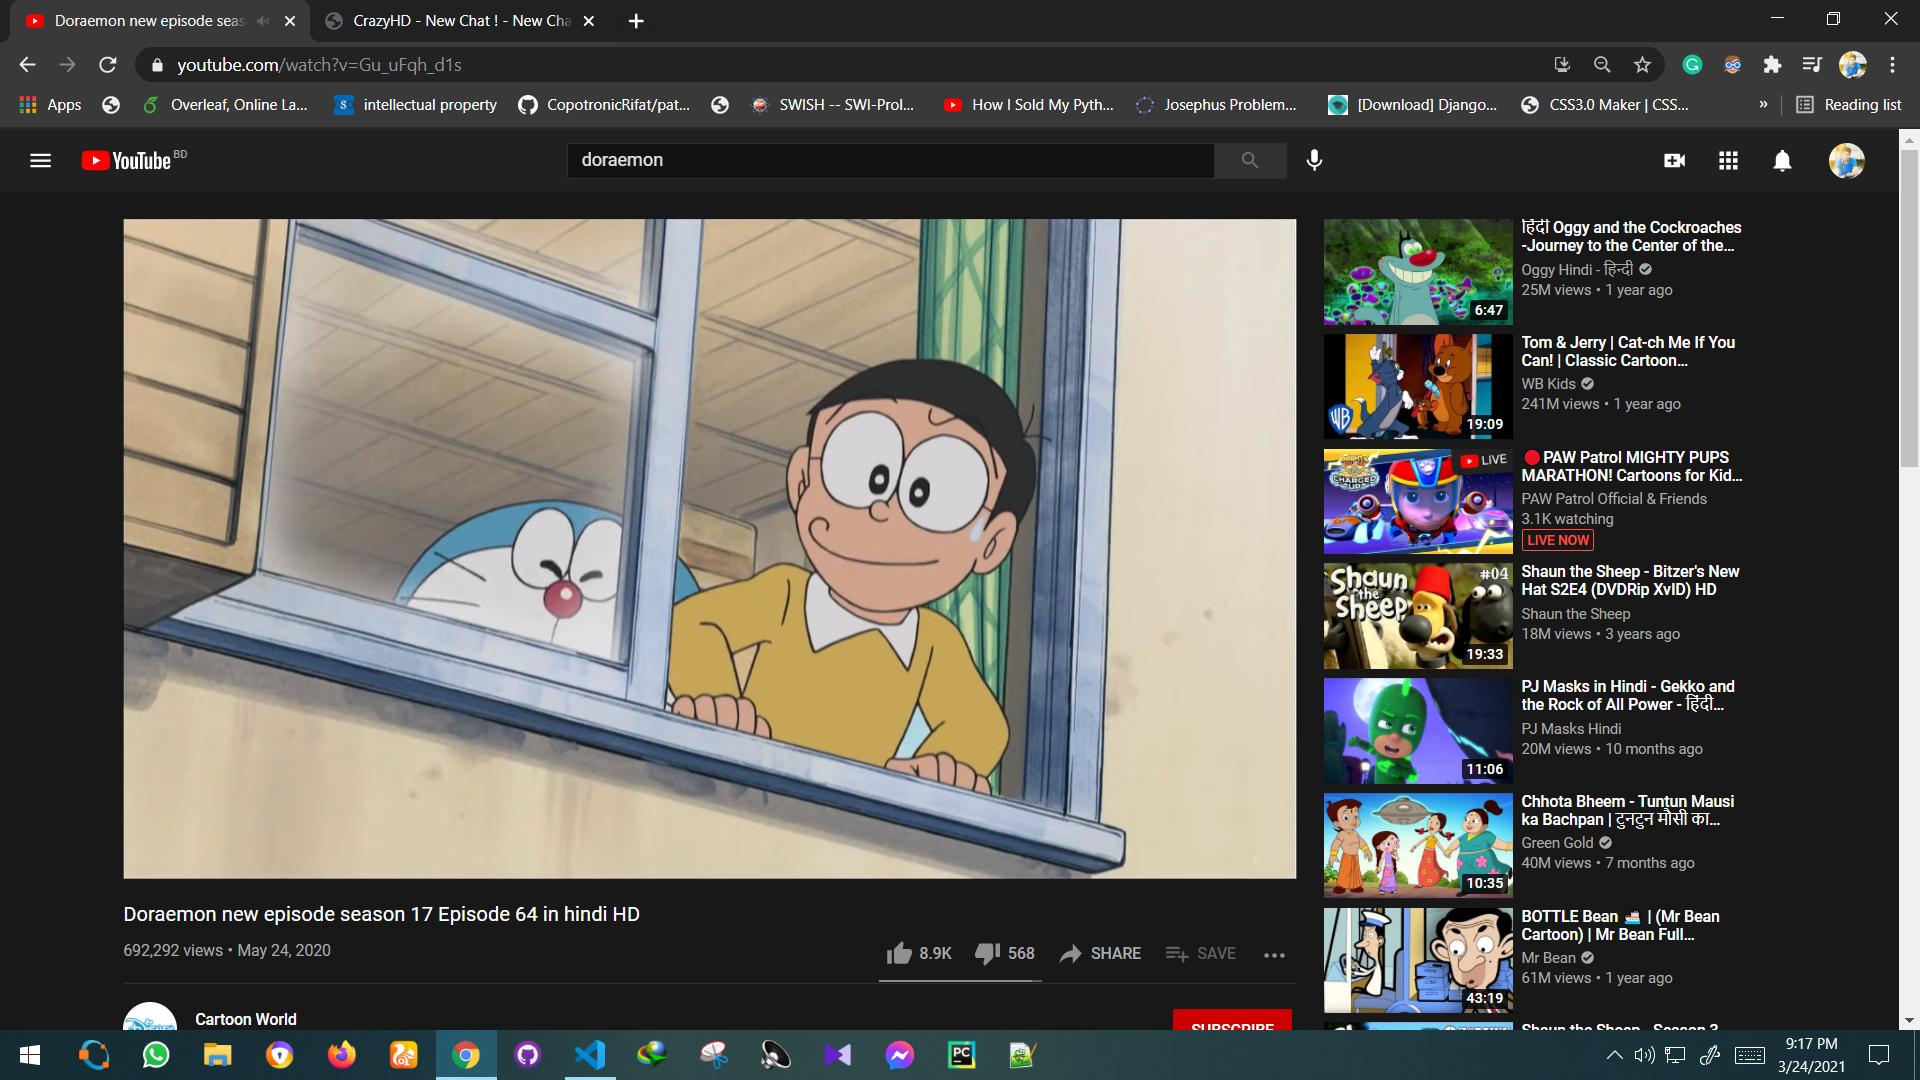 Doraemon new episode seas
CrazyHD - New Chat ! - New Cha
youtube.com/watch?v=Gu_uFqh_d1s
Apps
Overleaf, Online La...
intellectual property
CopotronicRifat/pat...
SWISH -- SWI-Prol...
How I Sold My Pyth...
Josephus Problem...
[Download] Django...
CSS3.0 Maker | CSS...
»
Reading list
YouTube BD
doraemon
हिंदी Oggy and the Cockroaches
-Journey to the Center of the...
Oggy Hindi - हिन्दी
25M views • 1 year ago
6:47
Tom & Jerry | Cat-ch Me If You
Can! | Classic Cartoon...
WB Kids
241M views • 1 year ago
WB
19:09
PAW Patrol MIGHTY PUPS
MARATHON! Cartoons for Kid...
PAW Patrol Official & Friends
3.1K watching
LIVE NOW
LIVE
CHARGED UP
Shaun the Sheep - Bitzer's New
Hat S2E4 (DVDRip XvID) HD
Shaun the Sheep
18M views • 3 years ago
Shaun
the
Sheep
#04
19:33
PJ Masks in Hindi - Gekko and
the Rock of All Power - हिंदी...
PJ Masks Hindi
20M views • 10 months ago
11:06
Chhota Bheem - Tuntun Mausi
ka Bachpan | टुनटुन मौसी का...
Green Gold
40M views • 7 months ago
10:35
BOTTLE Bean | (Mr Bean
Cartoon) | Mr Bean Full...
Mr Bean
61M views • 1 year ago
43:19
Shaun the Sheep - Season 3
Doraemon new episode season 17 Episode 64 in hindi HD
692,292 views • May 24, 2020
8.9K
568
SHARE
SAVE
Cartoon World
SUBSCRIBE
PC
9:17 PM
3/24/2021